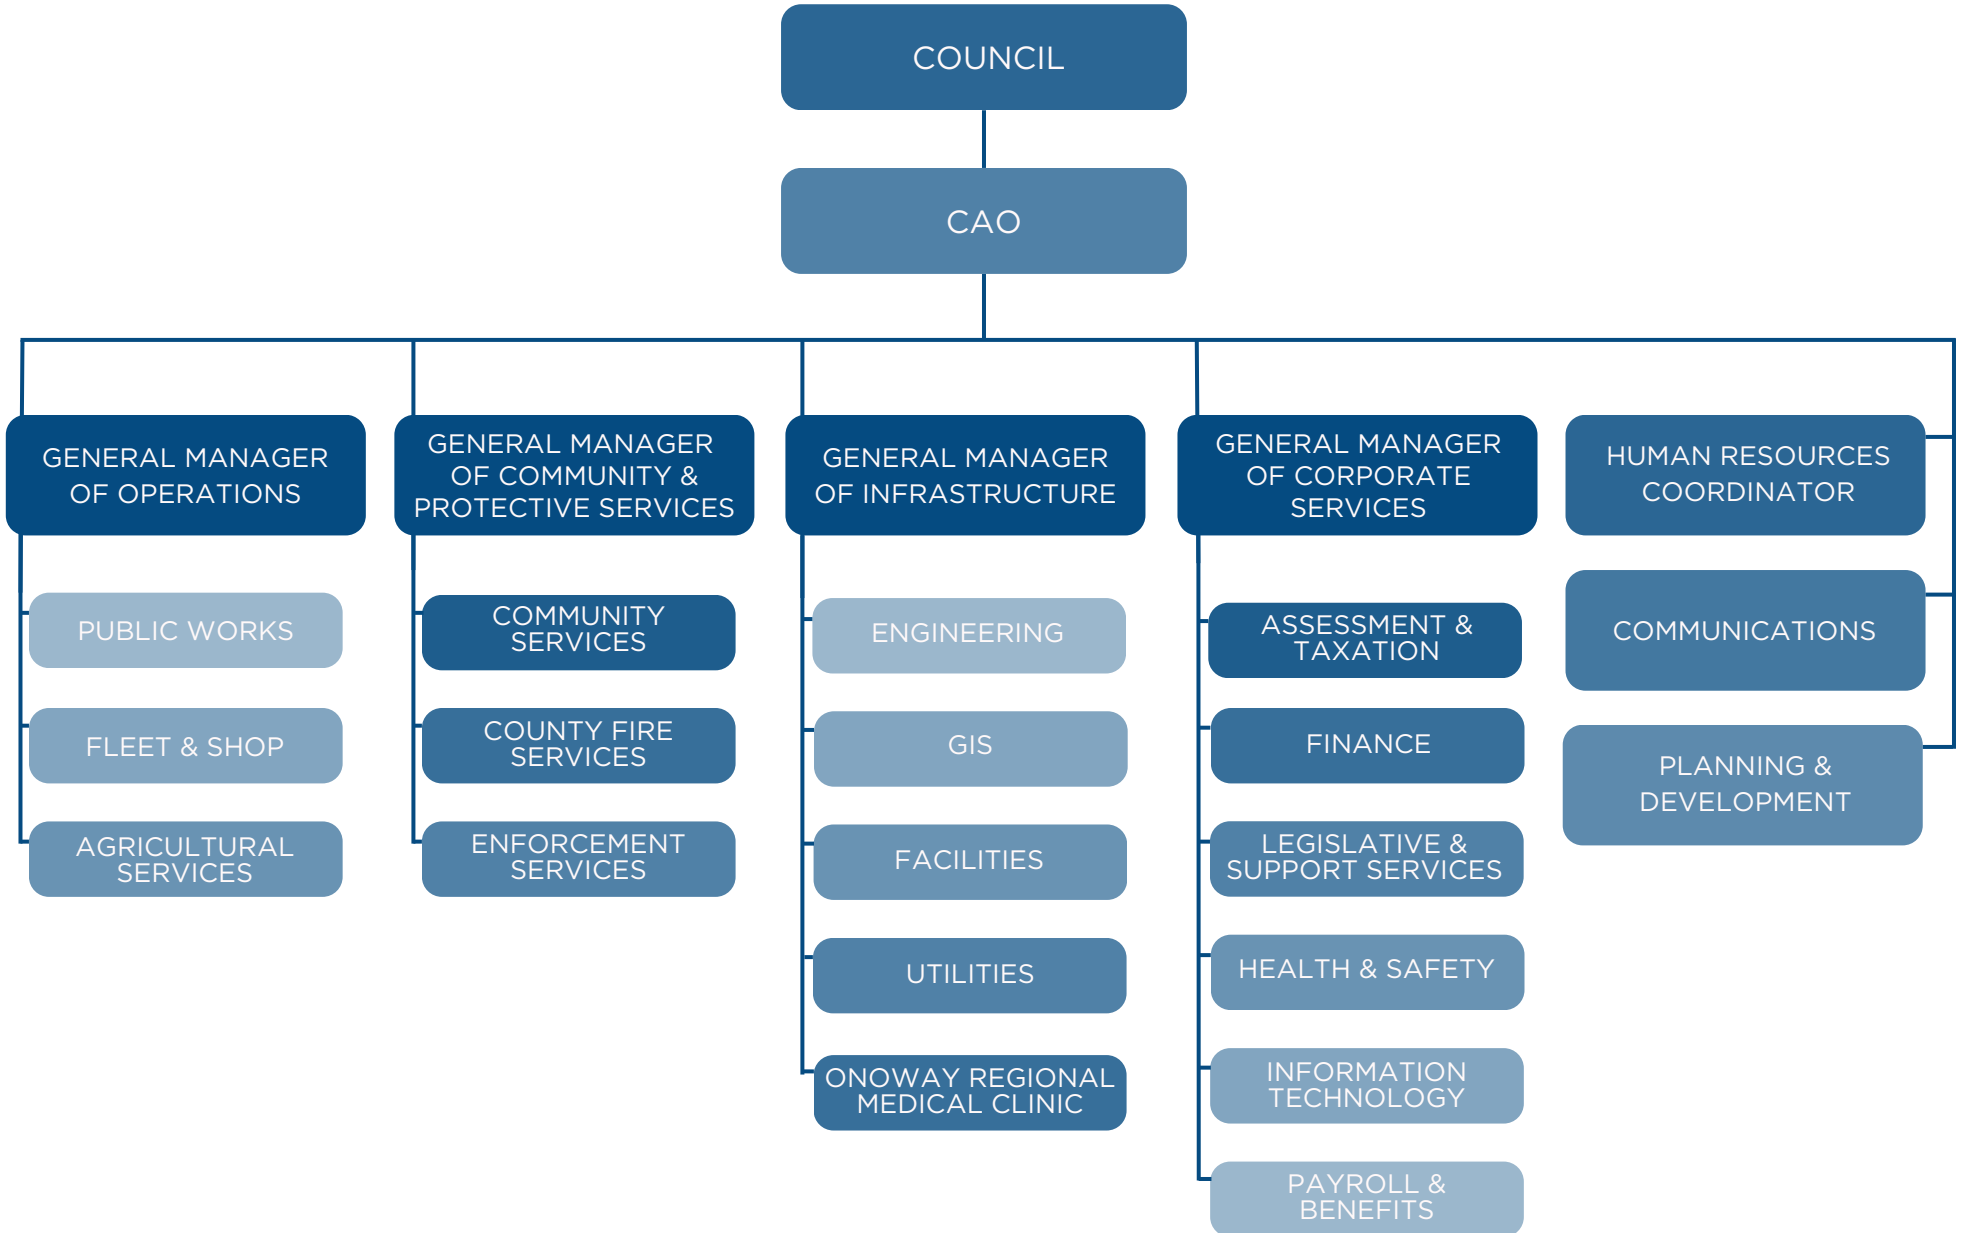 COUNCIL
CAO
GENERAL MANAGER
OF OPERATIONS
PUBLIC WORKS
FLEET & SHOP
AGRICULTURAL
SERVICES
GENERAL MANAGER
OF COMMUNITY &
PROTECTIVE SERVICES
COMMUNITY
SERVICES
COUNTY FIRE
SERVICES
ENFORCEMENT
SERVICES
GENERAL MANAGER
OF INFRASTRUCTURE
ENGINEERING
GIS
FACILITIES
UTILITIES
ONOWAY REGIONAL
MEDICAL CLINIC
GENERAL MANAGER
OF CORPORATE
SERVICES
ASSESSMENT &
TAXATION
FINANCE
LEGISLATIVE &
SUPPORT SERVICES
HEALTH & SAFETY
INFORMATION
TECHNOLOGY
PAYROLL &
BENEFITS
HUMAN RESOURCES
COORDINATOR
COMMUNICATIONS
PLANNING &
DEVELOPMENT